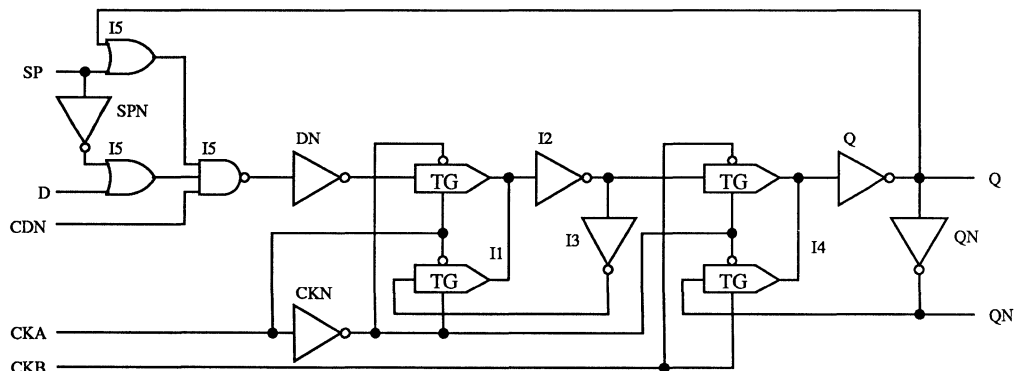 I5
SP
SPN
I5
I5
DN
I2
Q
TG
TG
Q
D
CDN
I3
I1
I4
QN
TG
TG
CKN
QN
CKA
CKB